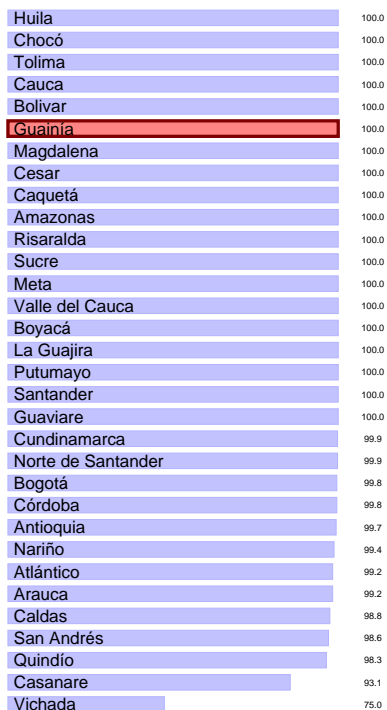 Huila 100.0
Chocó 100.0
Tolima 100.0
Cauca 100.0
Bolivar 100.0
Guainía 100.0
Magdalena 100.0
Cesar 100.0
Caquetá 100.0
Amazonas 100.0
Risaralda 100.0
Sucre 100.0
Meta 100.0
Valle del Cauca 100.0
Boyacá 100.0
La Guajira 100.0
Putumayo 100.0
Santander 100.0
Guaviare 100.0
Cundinamarca 99.9
Norte de Santander 99.9
Bogotá 99.8
Córdoba 99.8
Antioquia 99.7
Nariño 99.4
Atlántico 99.2
Arauca 99.2
Caldas 98.8
San Andrés 98.6
Quindío 98.3
Casanare 93.1
Vichada 75.0